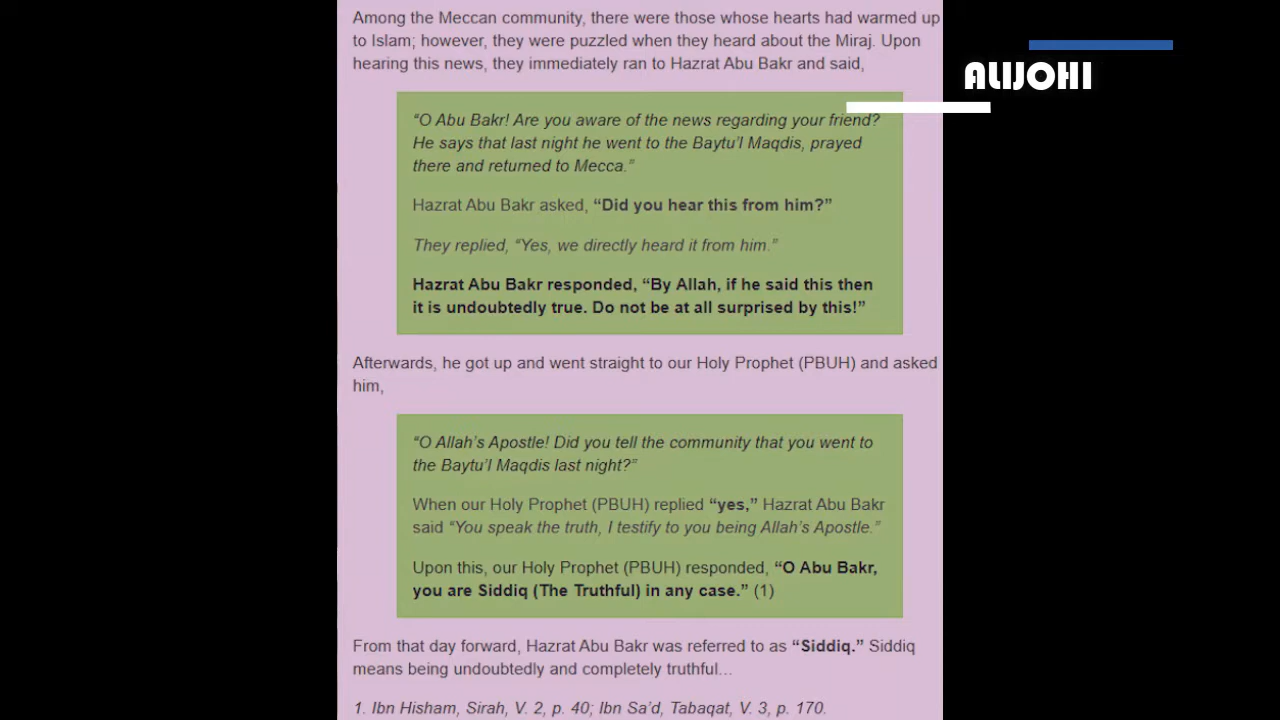 Among the Meccan community, there were those whose hearts had warmed up
to Islam; however, they were puzzled when they heard about the Miraj. Upon
hearing this news, they immediately ran to Hazrat Abu Bakr and said,
ALIJOHI
“O Abu Bakr! Are you aware of the news regarding your friend?
He says that last night he went to the Baytu’l Maqdis, prayed
there and returned to Mecca.”
Hazrat Abu Bakr asked, “Did you hear this from him?”
They replied, “Yes, we directly heard it from him.”
Hazrat Abu Bakr responded, “By Allah, if he said this then
it is undoubtedly true. Do not be at all surprised by this!”
Afterwards, he got up and went straight to our Holy Prophet (PBUH) and asked
him,
“O Allah’s Apostle! Did you tell the community that you went to
the Baytu’l Maqdis last night?”
When our Holy Prophet (PBUH) replied “yes,” Hazrat Abu Bakr
said “You speak the truth, I testify to you being Allah’s Apostle.”
Upon this, our Holy Prophet (PBUH) responded, “O Abu Bakr,
you are Siddiq (The Truthful) in any case.” (1)
From that day forward, Hazrat Abu Bakr was referred to as “Siddiq.” Siddiq
means being undoubtedly and completely truthful...
1. Ibn Hisham, Sirah, V. 2, p. 40; Ibn Sa’d, Tabaqat, V. 3, p. 170.